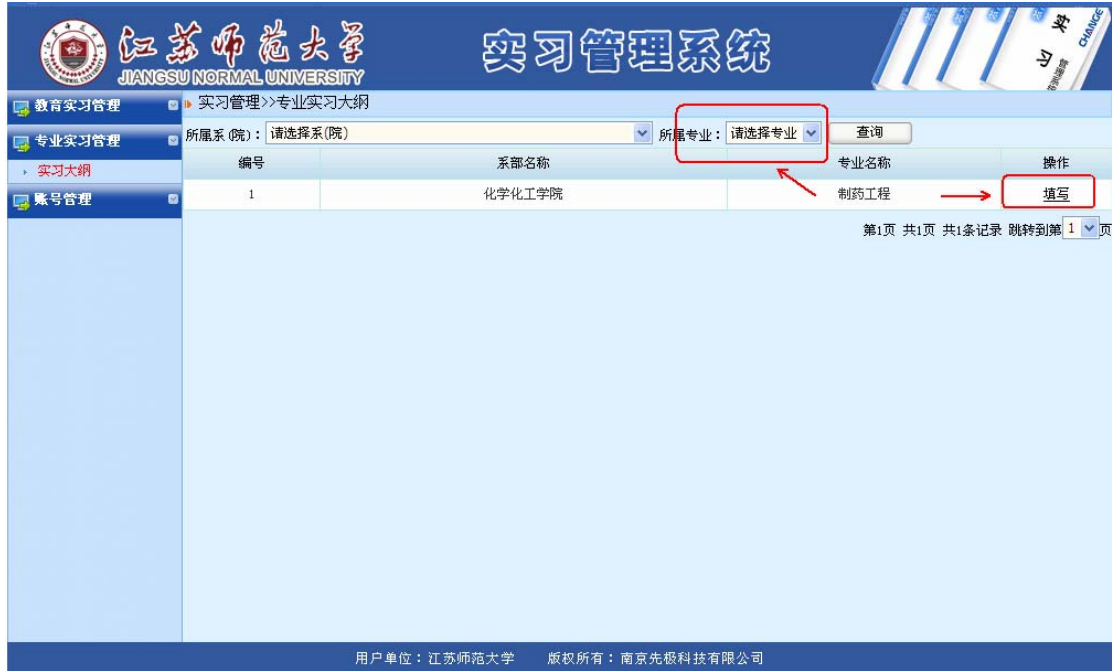 江苏师范大学
JIANGSU NORMAL UNIVERSITY
实习管理系统
实习
管理系统
CHANGE
教育实习管理
实习管理>>专业实习大纲
专业实习管理
所属系(院)：请选择系(院) 所属专业：请选择专业 查询
实习大纲
编号 系部名称 专业名称 操作
账号管理
1 化学化工学院 制药工程 填写
第1页 共1页 共1条记录 跳转到第 1 页
用户单位：江苏师范大学 版权所有：南京先极科技有限公司